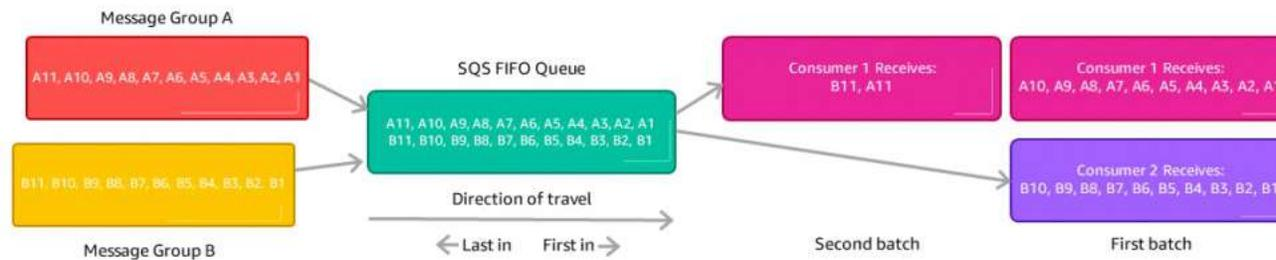 Message Group A
A11, A10, A9, A8, A7, A6, A5, A4, A3, A2, A1
B11, B10, B9, B8, B7, B6, B5, B4, B3, B2, B1
Message Group B
SQS FIFO Queue
A11, A10, A9, A8, A7, A6, A5, A4, A3, A2, A1
B11, B10, B9, B8, B7, B6, B5, B4, B3, B2, B1
Direction of travel
Last in First in
Consumer 1 Receives:
B11, A11
Second batch
Consumer 1 Receives:
A10, A9, A8, A7, A6, A5, A4, A3, A2, A1
Consumer 2 Receives:
B10, B9, B8, B7, B6, B5, B4, B3, B2, B1
First batch